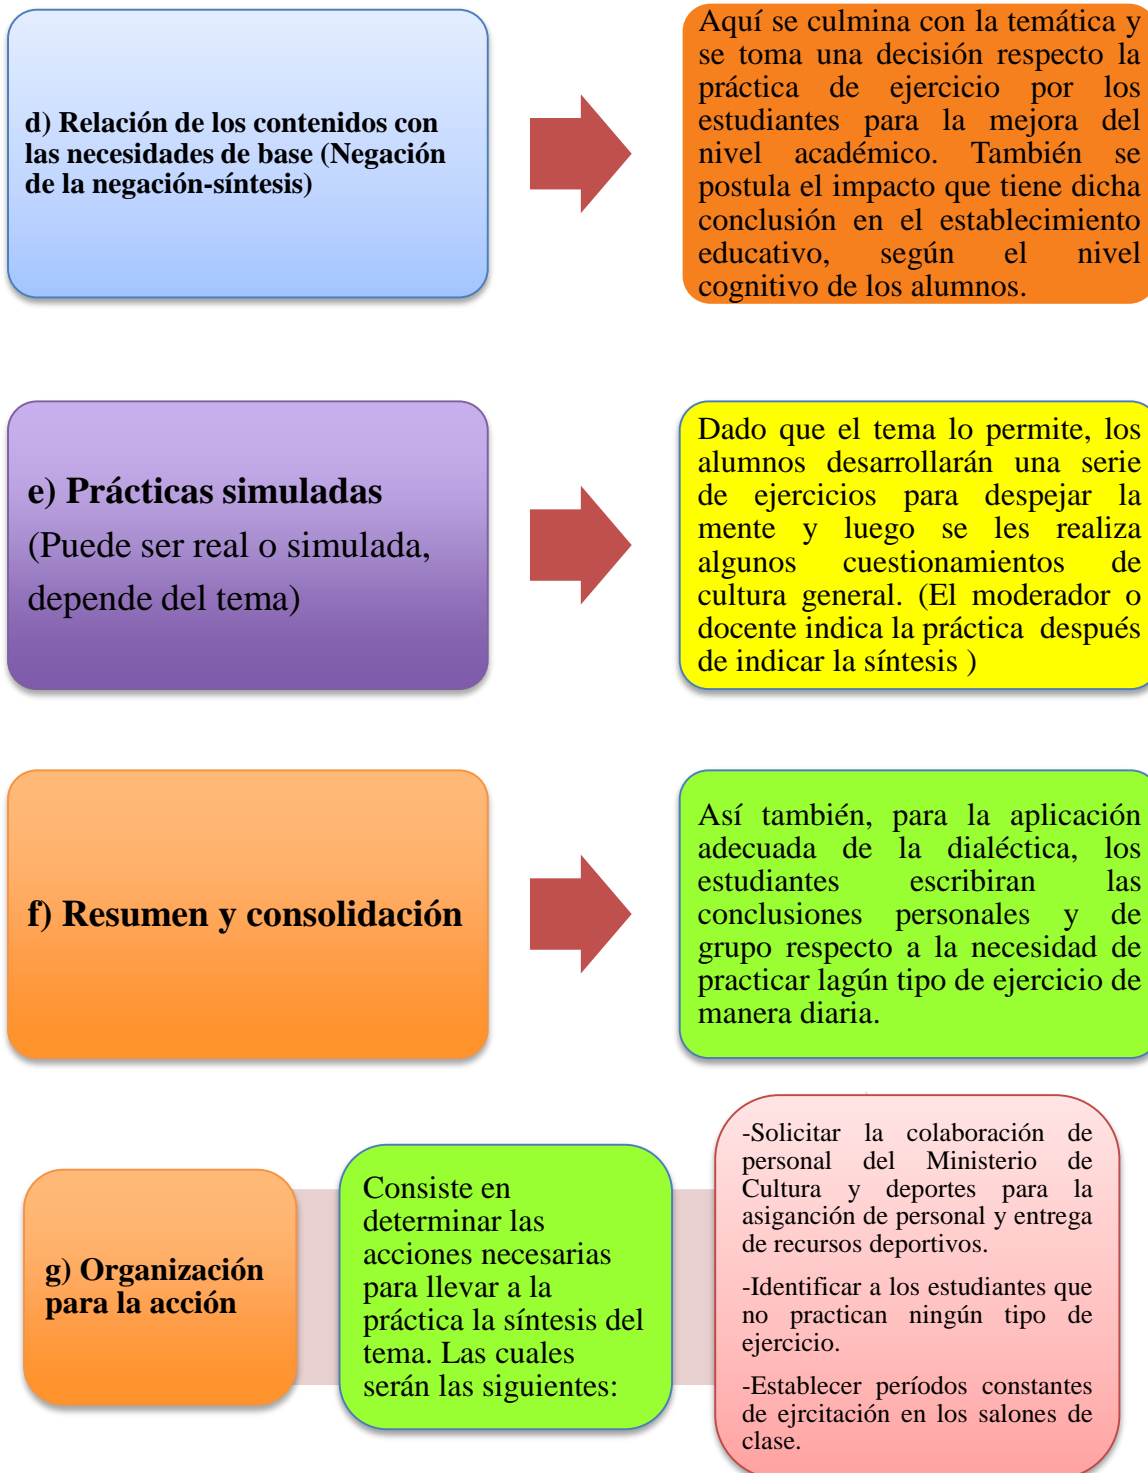 d) Relación de los contenidos con
las necesidades de base (Negación
de la negación-síntesis)
Aquí se culmina con la temática y
se toma una decisión respecto la
práctica de ejercicio por los
estudiantes para la mejora del
nivel académico. También se
postula el impacto que tiene dicha
conclusión en el establecimiento
educativo, según el nivel
cognitivo de los alumnos.
e) Prácticas simuladas
(Puede ser real o simulada,
depende del tema)
Dado que el tema lo permite, los
alumnos desarrollarán una serie
de ejercicios para despejar la
mente y luego se les realiza
algunos cuestionamientos de
cultura general. (El moderador o
docente indica la práctica después
de indicar la síntesis )
f) Resumen y consolidación
Así también, para la aplicación
adecuada de la dialéctica, los
estudiantes escribiran las
conclusiones personales y de
grupo respecto a la necesidad de
practicar lagún tipo de ejercicio de
manera diaria.
g) Organización
para la acción
Consiste en
determinar las
acciones necesarias
para llevar a la
práctica la síntesis del
tema. Las cuales
serán las siguientes:
-Solicitar la colaboración de
personal del Ministerio de
Cultura y deportes para la
asiganción de personal y entrega
de recursos deportivos.
-Identificar a los estudiantes que
no practican ningún tipo de
ejercicio.
-Establecer períodos constantes
de ejrcitación en los salones de
clase.